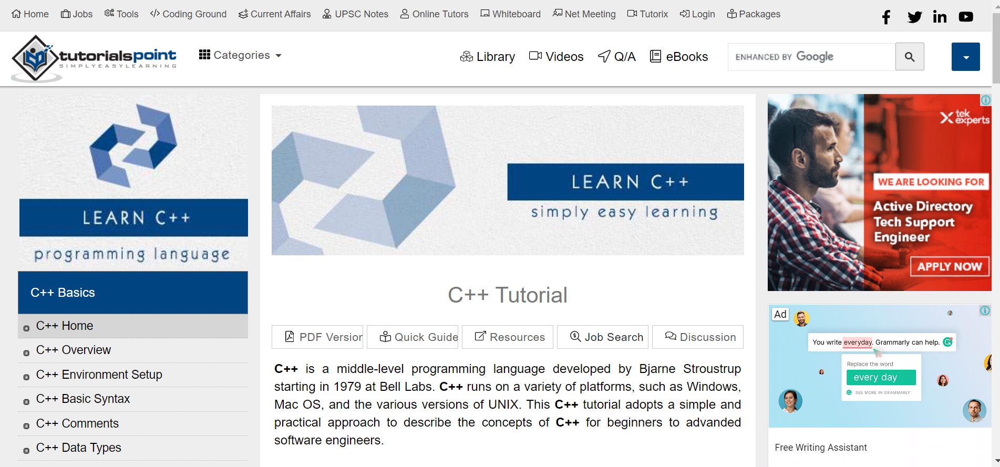 Home Jobs Tools Coding Ground Current Affairs UPSC Notes Online Tutors Whiteboard Net Meeting Tutorix Login Packages
tutorialspoint
SIMPLYEASYLEARNING
Categories
Library Videos Q/A eBooks
ENHANCED BY Google
LEARN C++
programming language
C++ Basics
C++ Home
C++ Overview
C++ Environment Setup
C++ Basic Syntax
C++ Comments
C++ Data Types
LEARN C++
simply easy learning
C++ Tutorial
PDF Version Quick Guide Resources Job Search Discussion
C++ is a middle-level programming language developed by Bjarne Stroustrup
starting in 1979 at Bell Labs. C++ runs on a variety of platforms, such as Windows,
Mac OS, and the various versions of UNIX. This C++ tutorial adopts a simple and
practical approach to describe the concepts of C++ for beginners to advanded
software engineers.
tek
experts
WE ARE LOOKING FOR
Active Directory
Tech Support
Engineer
APPLY NOW
Ad
You write everyday. Grammarly can help.
Replace the word
every day
SEE MORE IN GRAMMARLY
Free Writing Assistant